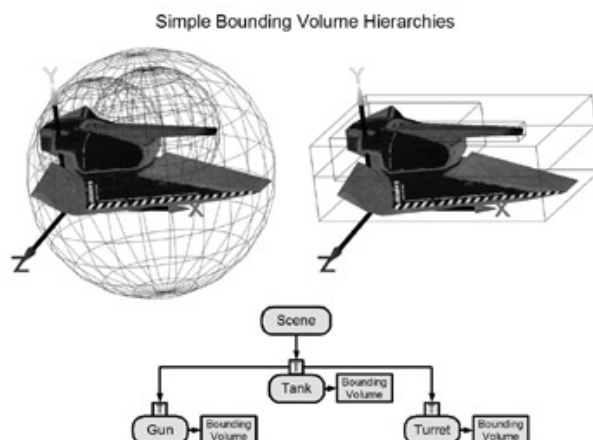 Simple Bounding Volume Hierarchies
Y
X
Z
Y
X
Z
Scene
T
Tank
Bounding
Volume
T
Gun
Bounding
Volume
T
Turret
Bounding
Volume